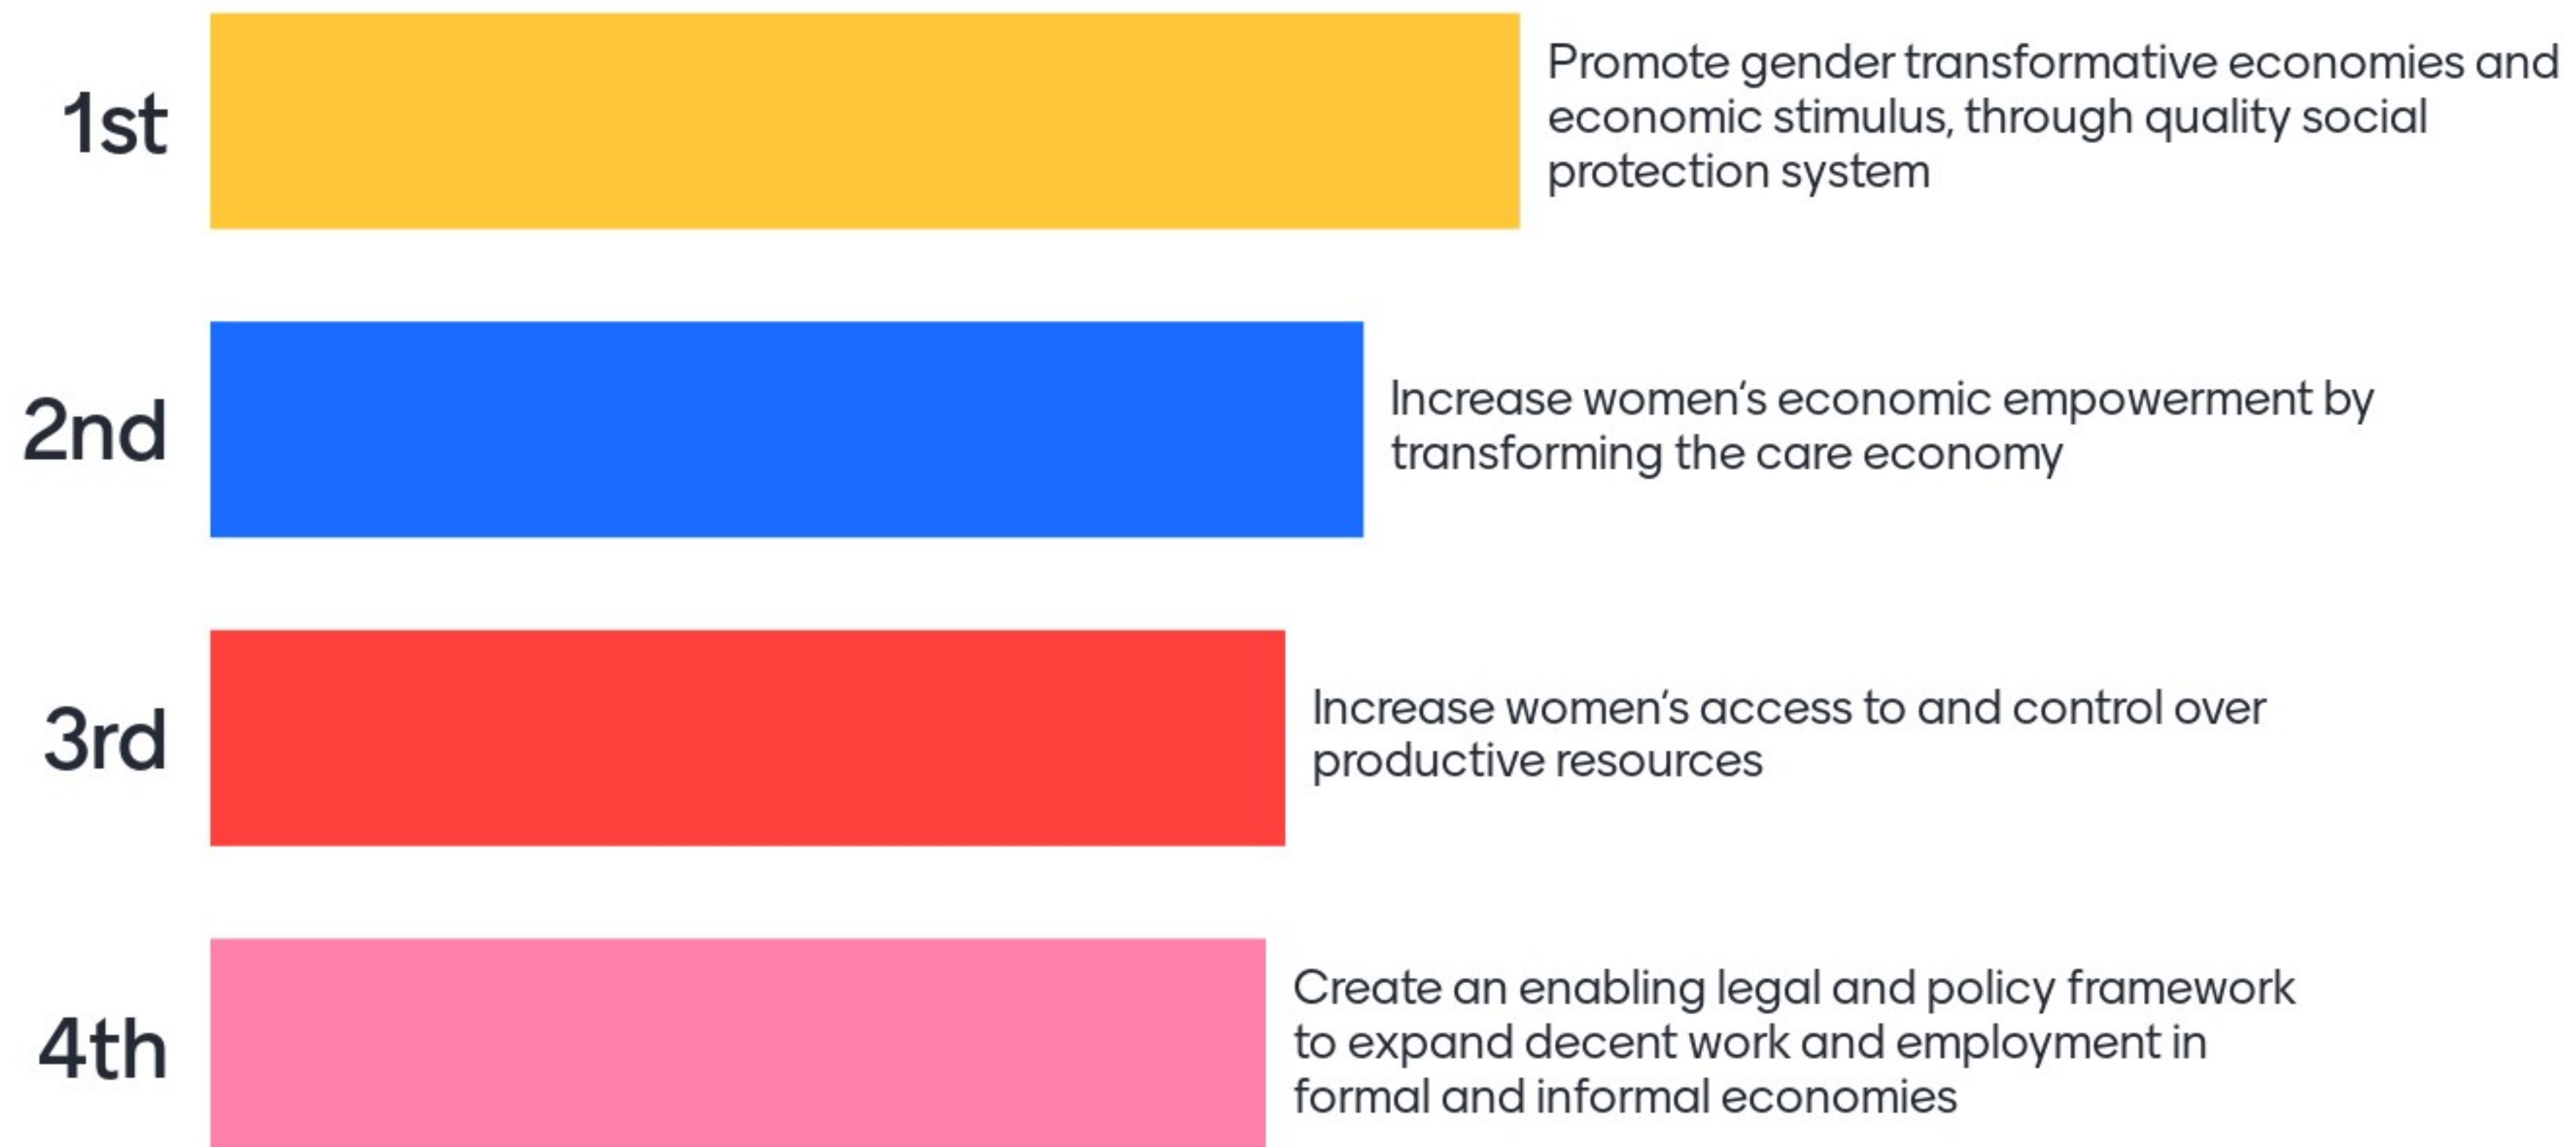 1st
Promote gender transformative economies and
economic stimulus, through quality social
protection system
2nd
Increase women's economic empowerment by
transforming the care economy
3rd
Increase women's access to and control over
productive resources
4th
Create an enabling legal and policy framework
to expand decent work and employment in
formal and informal economies